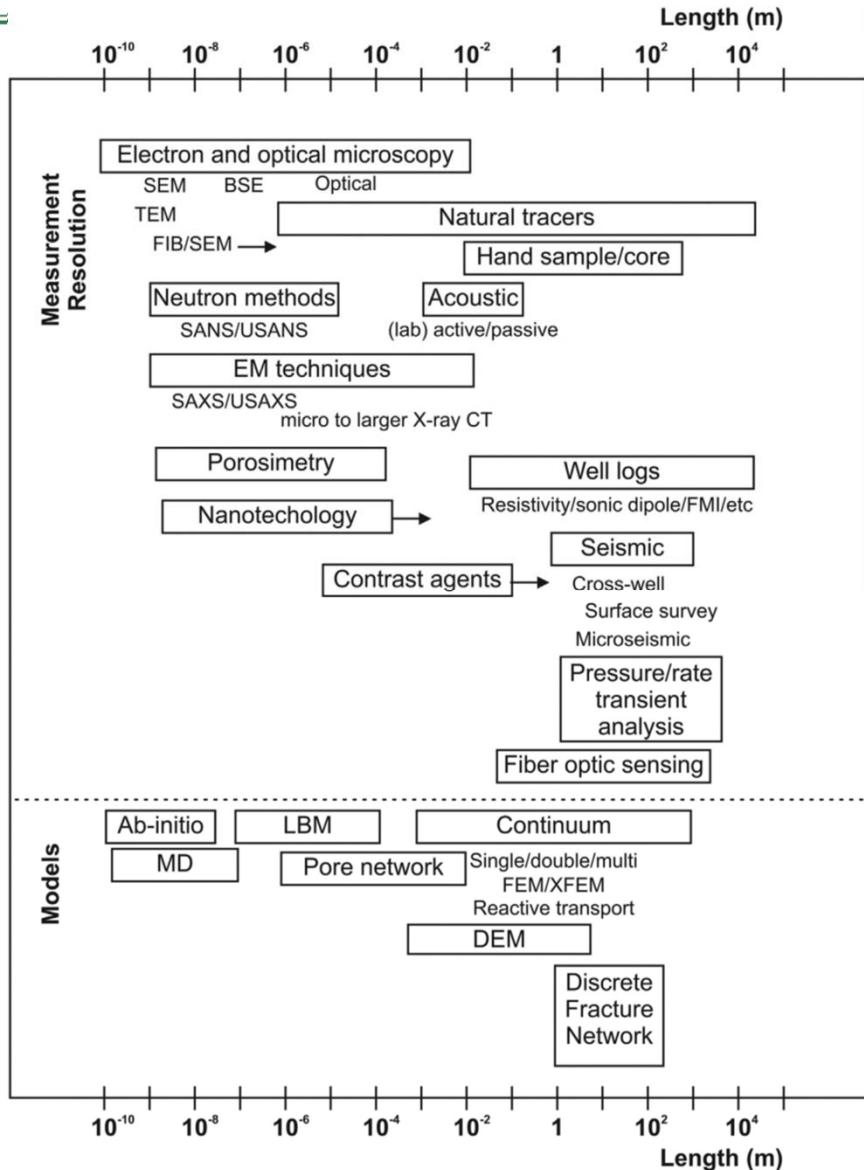 Length (m)
10⁻¹⁰ 10⁻⁸ 10⁻⁶ 10⁻⁴ 10⁻² 1 10² 10⁴
Measurement
Resolution
Electron and optical microscopy
SEM BSE Optical
TEM
Natural tracers
FIB/SEM
Hand sample/core
Neutron methods
Acoustic
SANS/USANS
(lab) active/passive
EM techniques
SAXS/USAXS
micro to larger X-ray CT
Porosimetry
Well logs
Resistivity/sonic dipole/FMI/etc
Nanotechology
Seismic
Contrast agents
Cross-well
Surface survey
Microseismic
Pressure/rate
transient
analysis
Fiber optic sensing
Models
Ab-initio
LBM
Continuum
MD
Pore network
Single/double/multi
FEM/XFEM
Reactive transport
DEM
Discrete
Fracture
Network
10⁻¹⁰ 10⁻⁸ 10⁻⁶ 10⁻⁴ 10⁻² 1 10² 10⁴
Length (m)